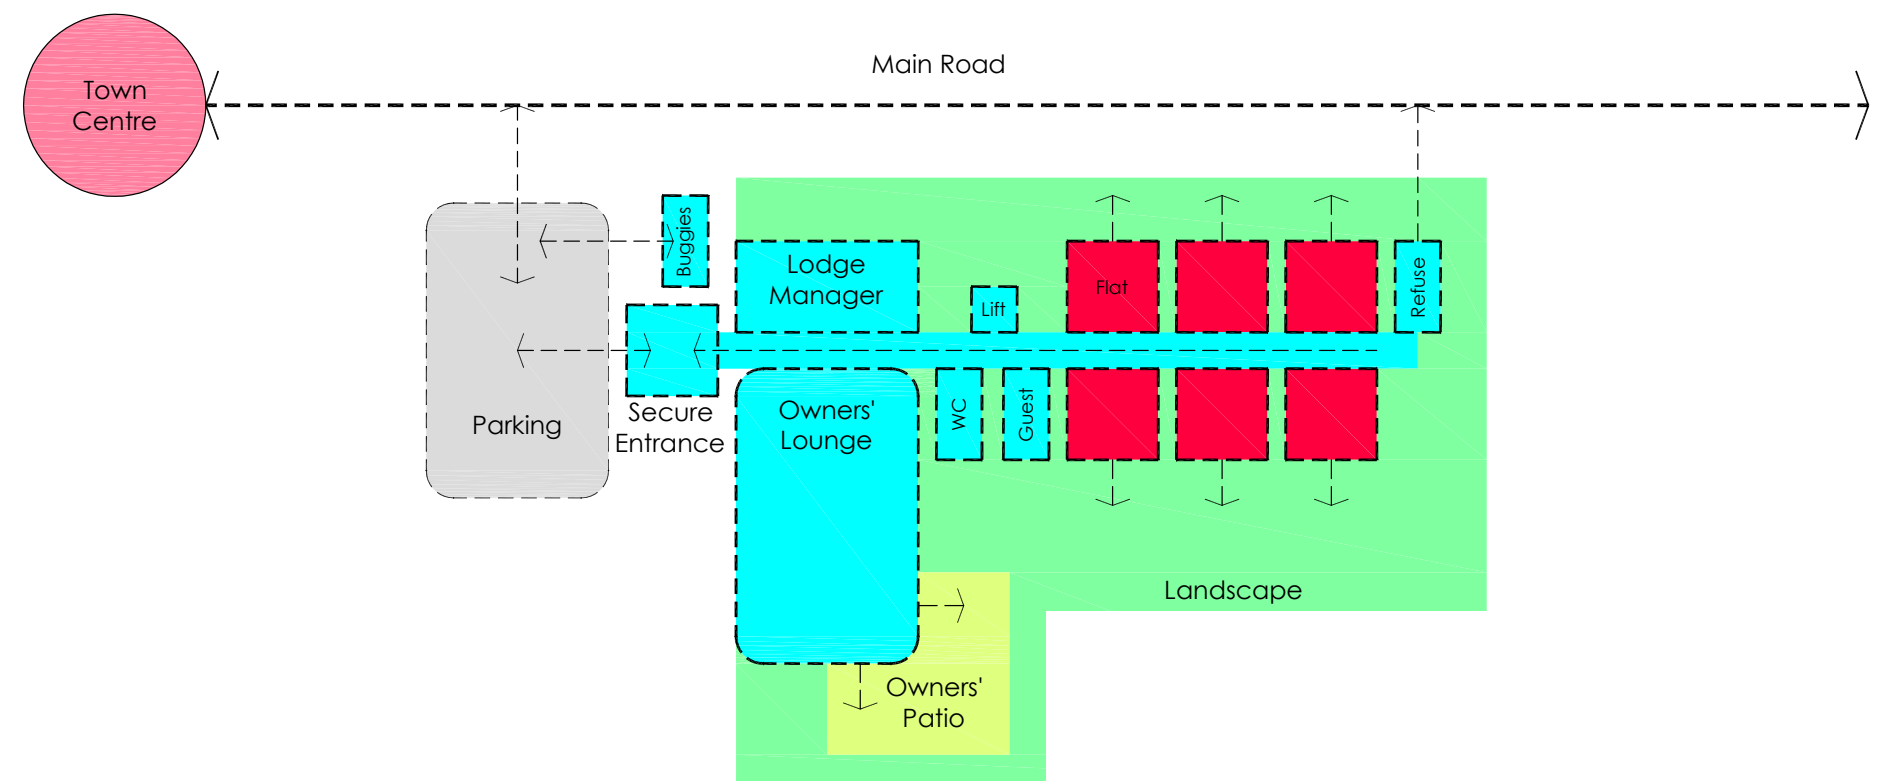 Main Road
Town
Centre
Buggies
Lodge
Manager
Lift
Flat
Refuse
Parking
Secure
Entrance
Owners'
Lounge
WC
Guest
Landscape
Owners'
Patio